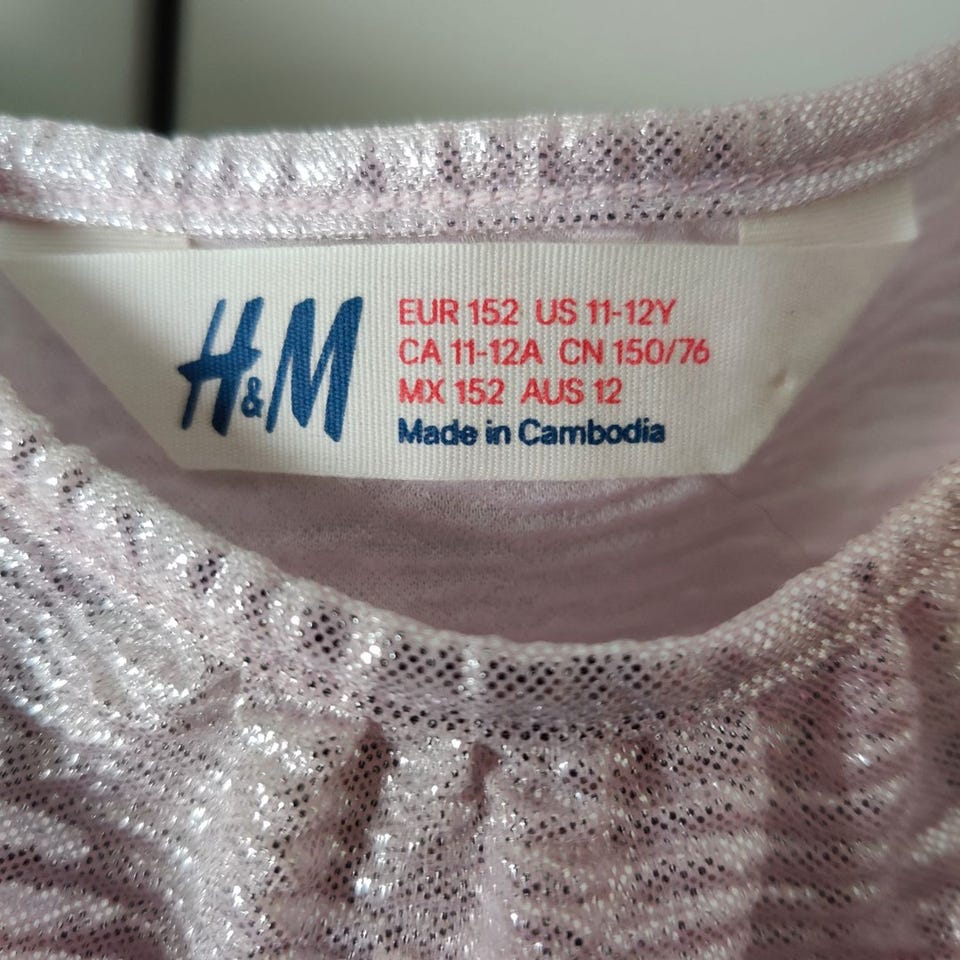 H&M
EUR 152 US 11-12Y
CA 11-12A CN 150/76
MX 152 AUS 12
Made in Cambodia